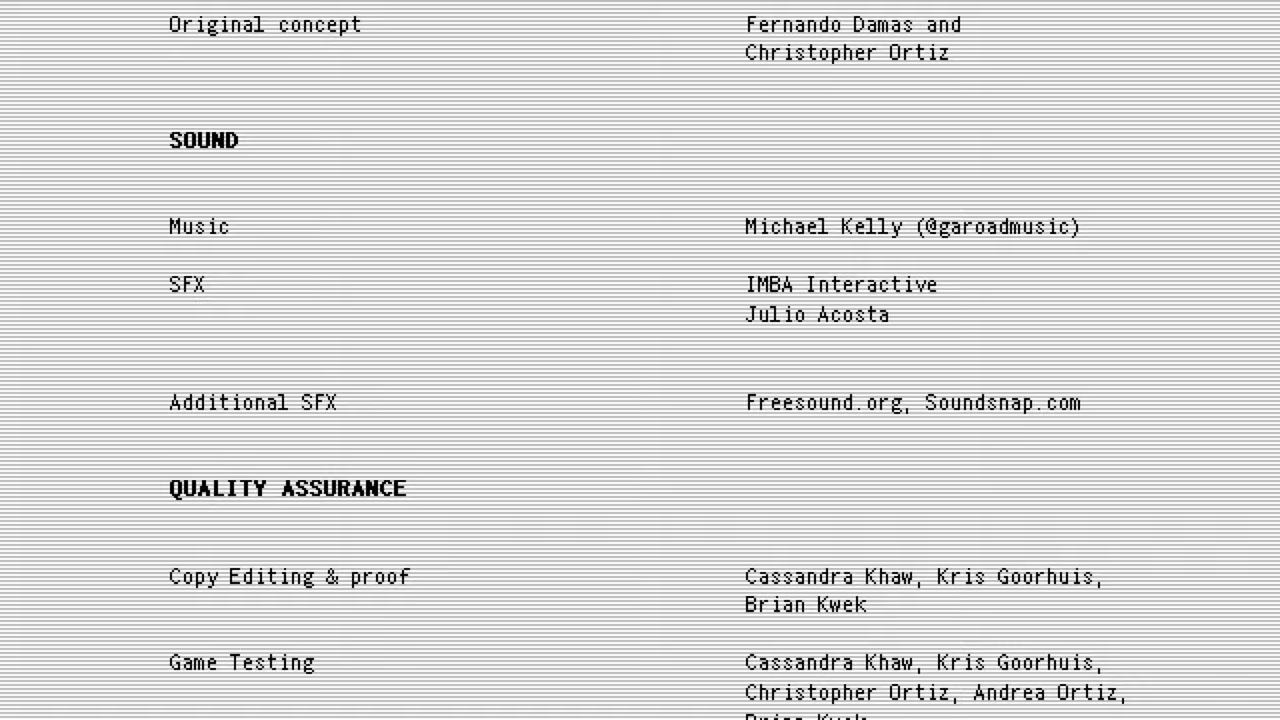 Original concept Fernando Damas and
Christopher Ortiz
SOUND
Music Michael Kelly (@garoadmusic)
SFX IMBA Interactive
Julio Acosta
Additional SFX Freesound.org, Soundsnap.com
QUALITY ASSURANCE
Copy Editing & proof Cassandra Khaw, Kris Goorhuis,
Brian Kwek
Game Testing Cassandra Khaw, Kris Goorhuis,
Christopher Ortiz, Andrea Ortiz,